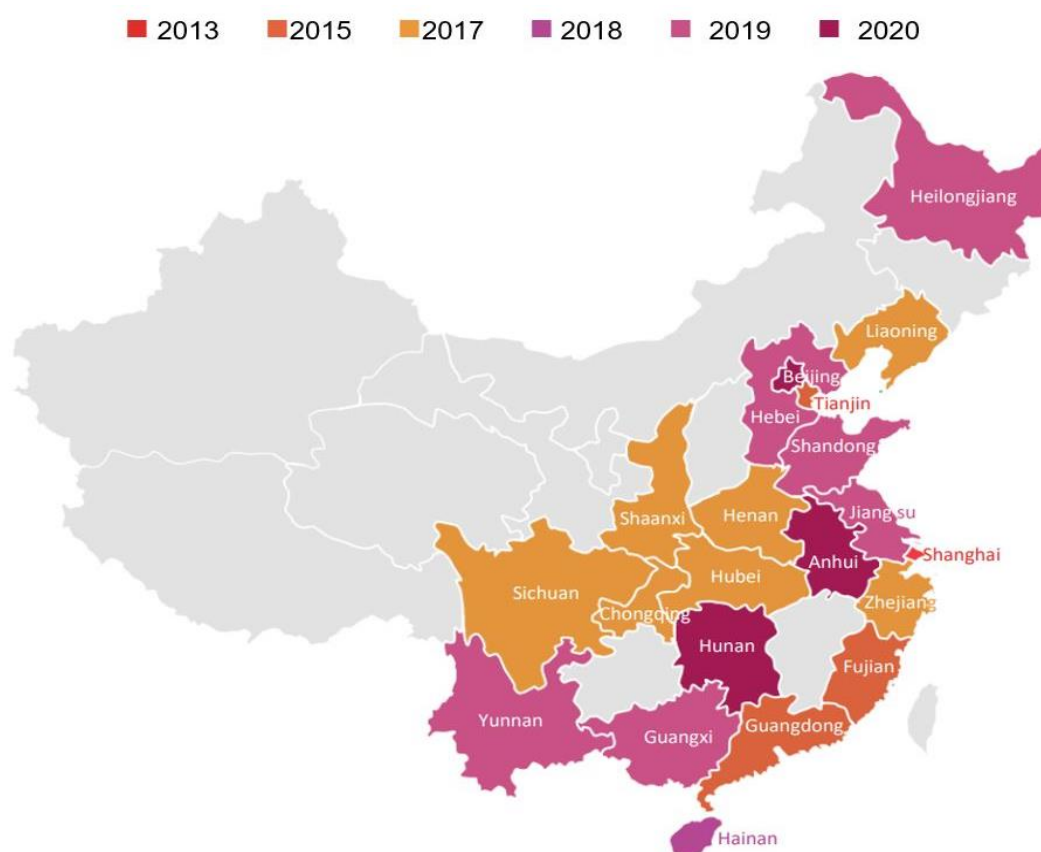 2013 2015 2017 2018 2019 2020
Heilongjiang
Liaoning
Beijing
Tianjin
Hebei
Shandong
Jiang su
Shaanxi
Henan
Shanghai
Anhui
Hubei
Sichuan
Zhejiang
Chongqing
Hunan
Fujian
Yunnan
Guangdong
Guangxi
Hainan